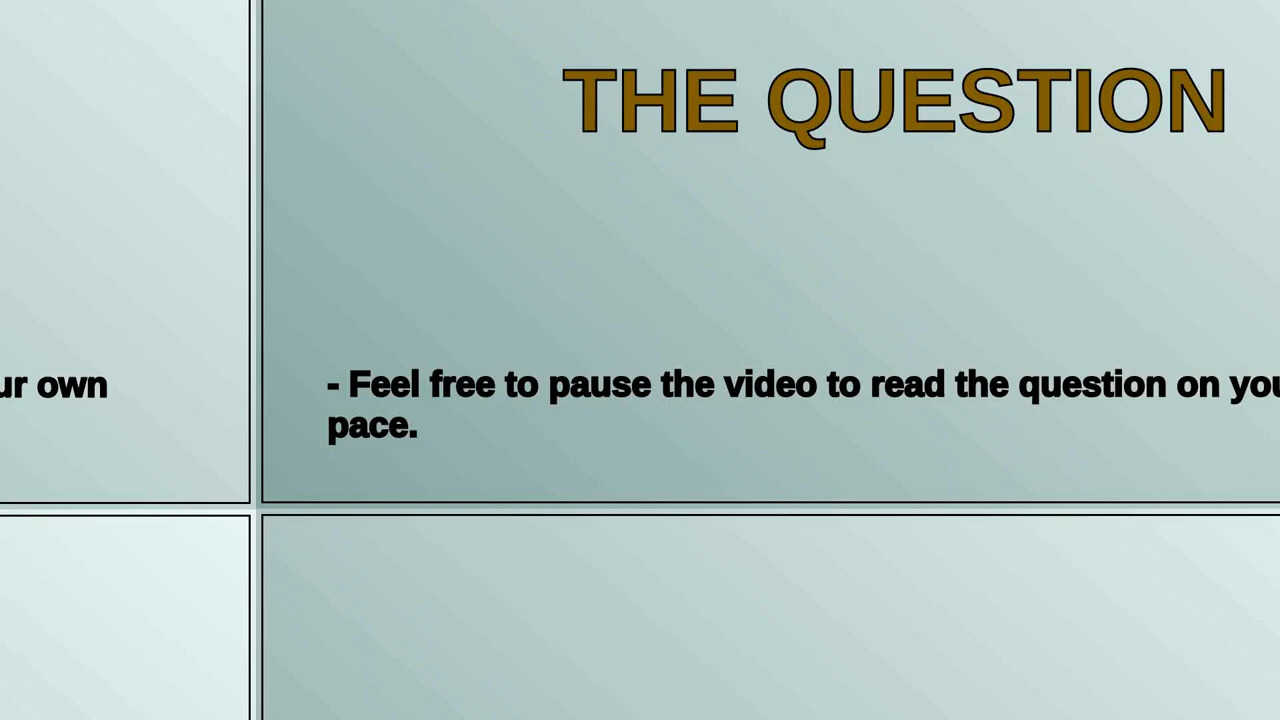 THE QUESTION
ur own
- Feel free to pause the video to read the question on you
pace.